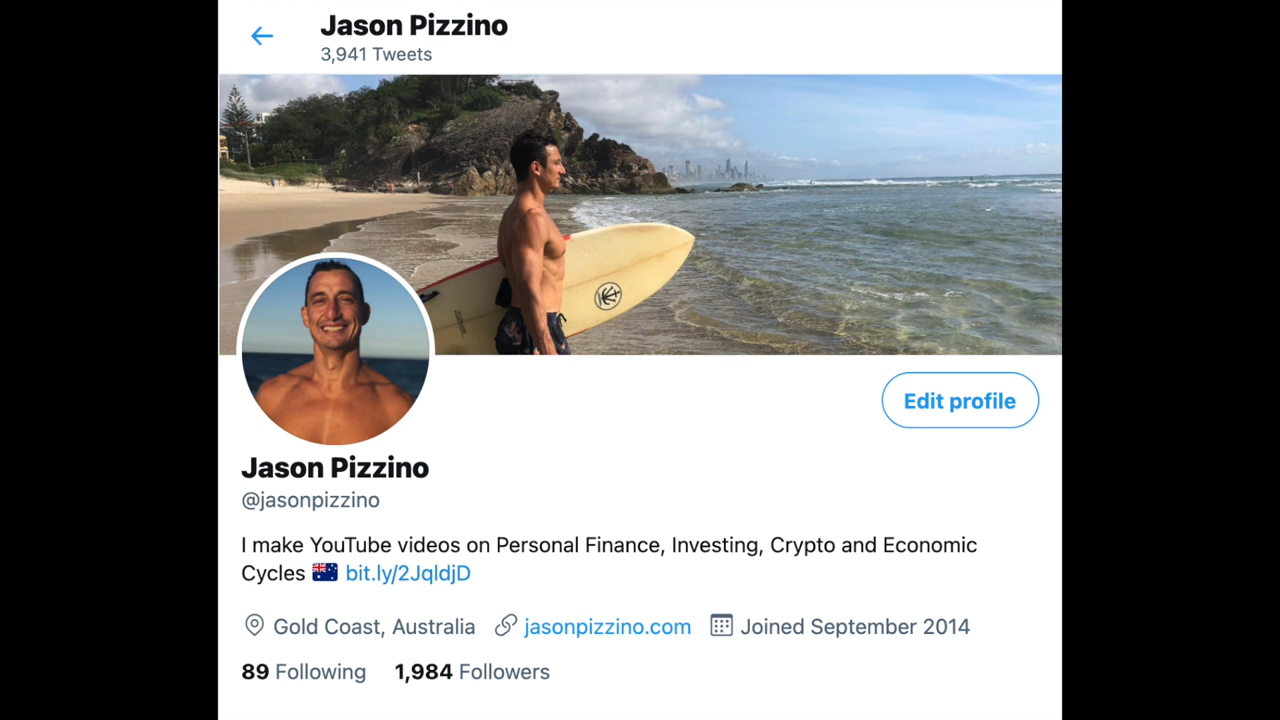 Jason Pizzino
3,941 Tweets
Edit profile
Jason Pizzino
@jasonpizzino
I make YouTube videos on Personal Finance, Investing, Crypto and Economic
Cycles 🇦🇺 bit.ly/2JqldjD
Gold Coast, Australia jasonpizzino.com Joined September 2014
89 Following 1,984 Followers